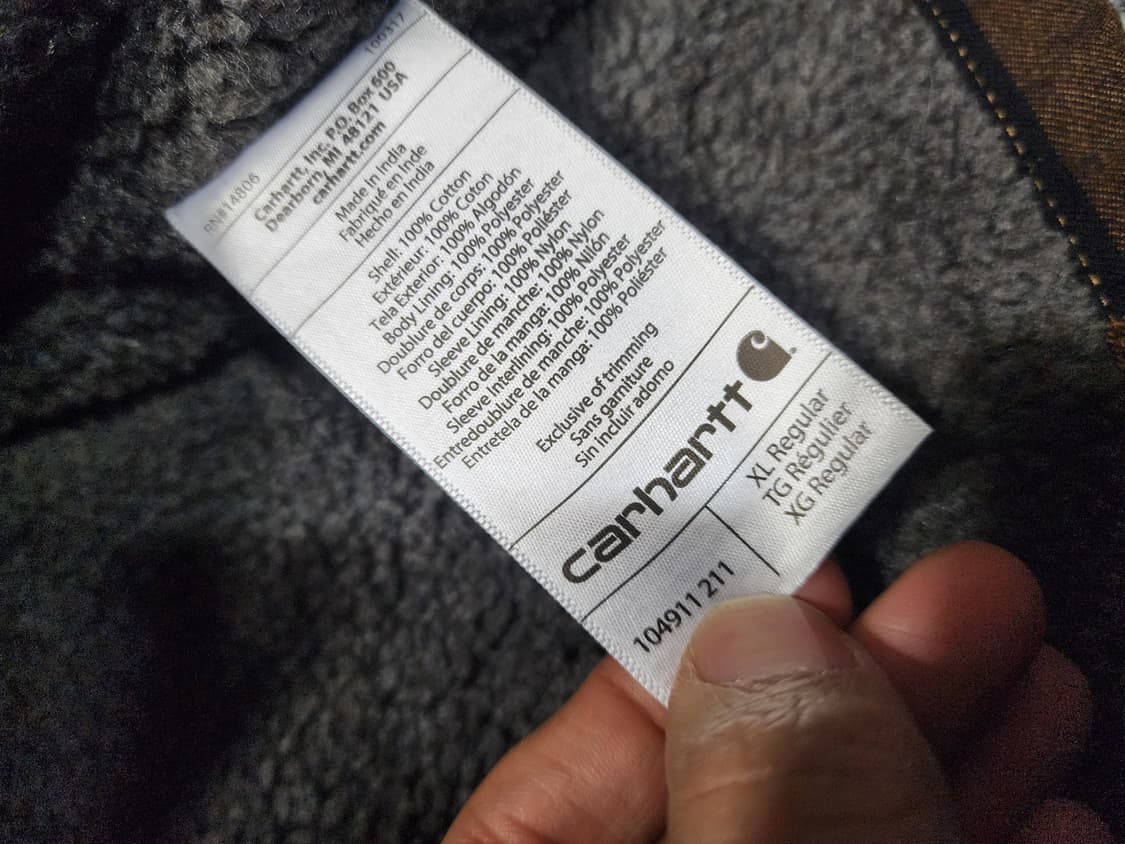 RN#14806
Carhartt, Inc. P.O. Box 600
Dearborn, MI. 48121 USA
carhartt.com
Made in India
Fabriqué en Inde
Hecho en India
Shell: 100% Cotton
Extérieur: 100% Coton
Tela Exterior: 100% Algodón
Body Lining: 100% Polyester
Doublure de corps: 100% Polyester
Forro del cuerpo: 100% Poliéster
Sleeve Lining: 100% Nylon
Doublure de manche: 100% Nylon
Forro de la manga: 100% Nilón
Sleeve Interlining: 100% Polyester
Entredoublure de manche: 100% Polyester
Entretela de la manga: 100% Poliéster
Exclusive of trimming
Sans garniture
Sin incluir adorno
carhartt
104911 211
XL Regular
TG Régulier
XG Regular